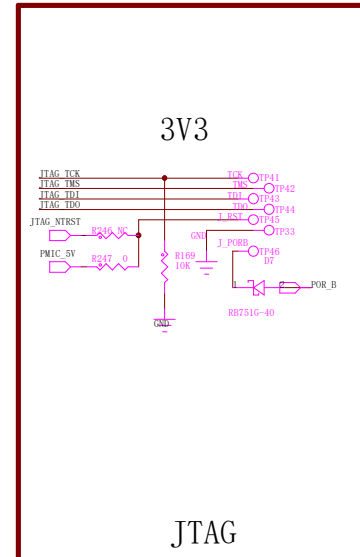 3V3
JTAG_TCK TCK TP41
JTAG_TMS TMS TP42
JTAG_TDI TDI TP43
JTAG_TDO TDO TP44
JTAG_NTRST R246 NC J_RST TP45
GND TP33
PMIC_5V R247 0 R169 10K J_PORB TP46
D7
1 2 POR_B
RB751G-40
GND
JTAG